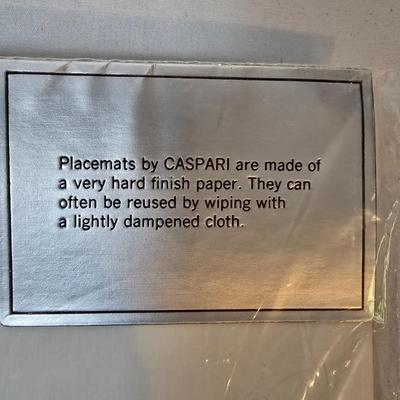 Placemats by CASPARI are made of
a very hard finish paper. They can
often be reused by wiping with
a lightly dampened cloth.